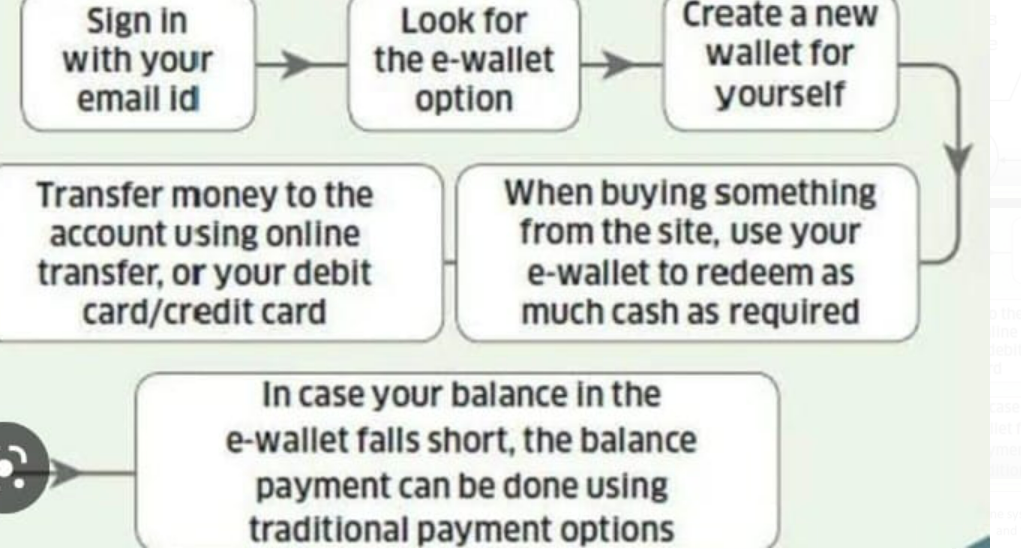 Sign in
with your
email id
Look for
the e-wallet
option
Create a new
wallet for
yourself
Transfer money to the
account using online
transfer, or your debit
card/credit card
When buying something
from the site, use your
e-wallet to redeem as
much cash as required
In case your balance in the
e-wallet falls short, the balance
payment can be done using
traditional payment options